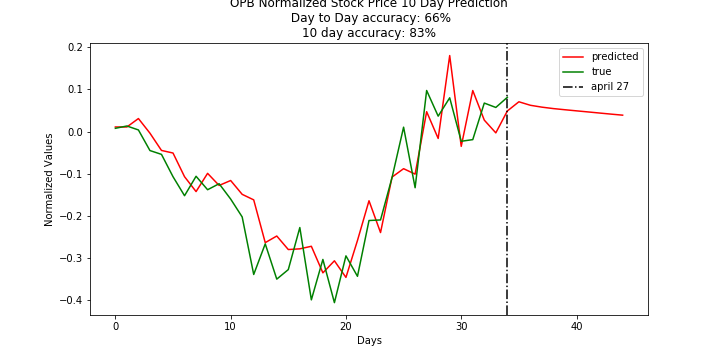 OPB Normalized Stock Price 10 Day Prediction
Day to Day accuracy: 66%
10 day accuracy: 83%
predicted
true
april 27
0.2
0.1
0.0
−0.1
−0.2
−0.3
−0.4
Normalized Values
0 10 20 30 40
Days